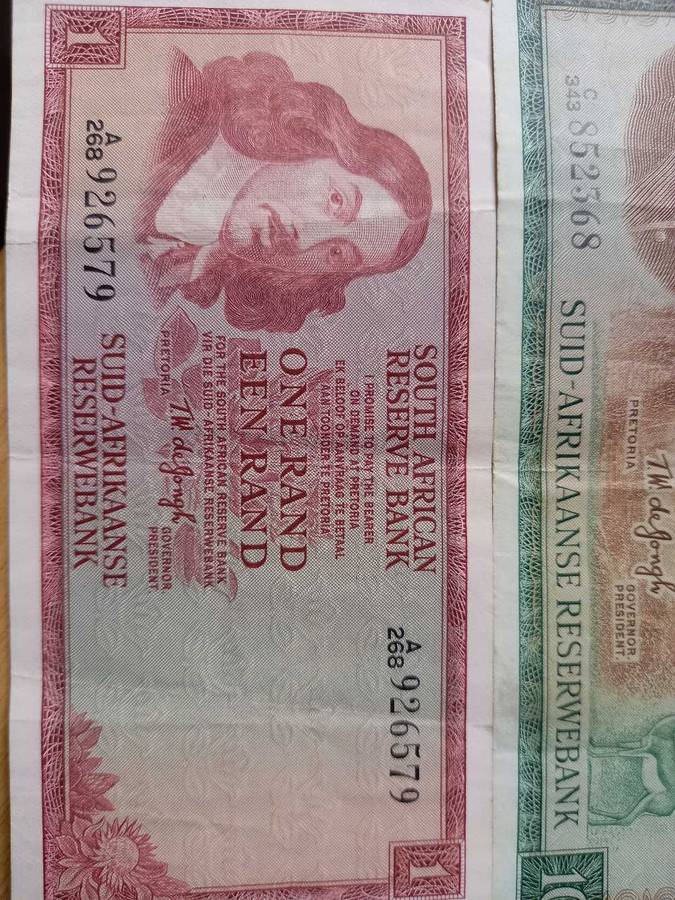 1
A
268 926579
SOUTH AFRICAN
RESERVE BANK
I PROMISE TO PAY THE BEARER
ON DEMAND AT PRETORIA
EK BELOOF OP AANVRAAG TE BETAAL
AAN TOONDER TE PRETORIA
ONE RAND
EEN RAND
FOR THE SOUTH AFRICAN RESERVE BANK
VIR DIE SUID-AFRIKAANSE RESERWEBANK
PRETORIA
TW de Jongh
GOVERNOR.
PRESIDENT.
SUID-AFRIKAANSE
RESERWEBANK
A
268 926579
1
C
343 852568
PRETORIA
TW de Jongh
GOVERNOR.
PRESIDENT.
SUID-AFRIKAANSE RESERWEBANK
10